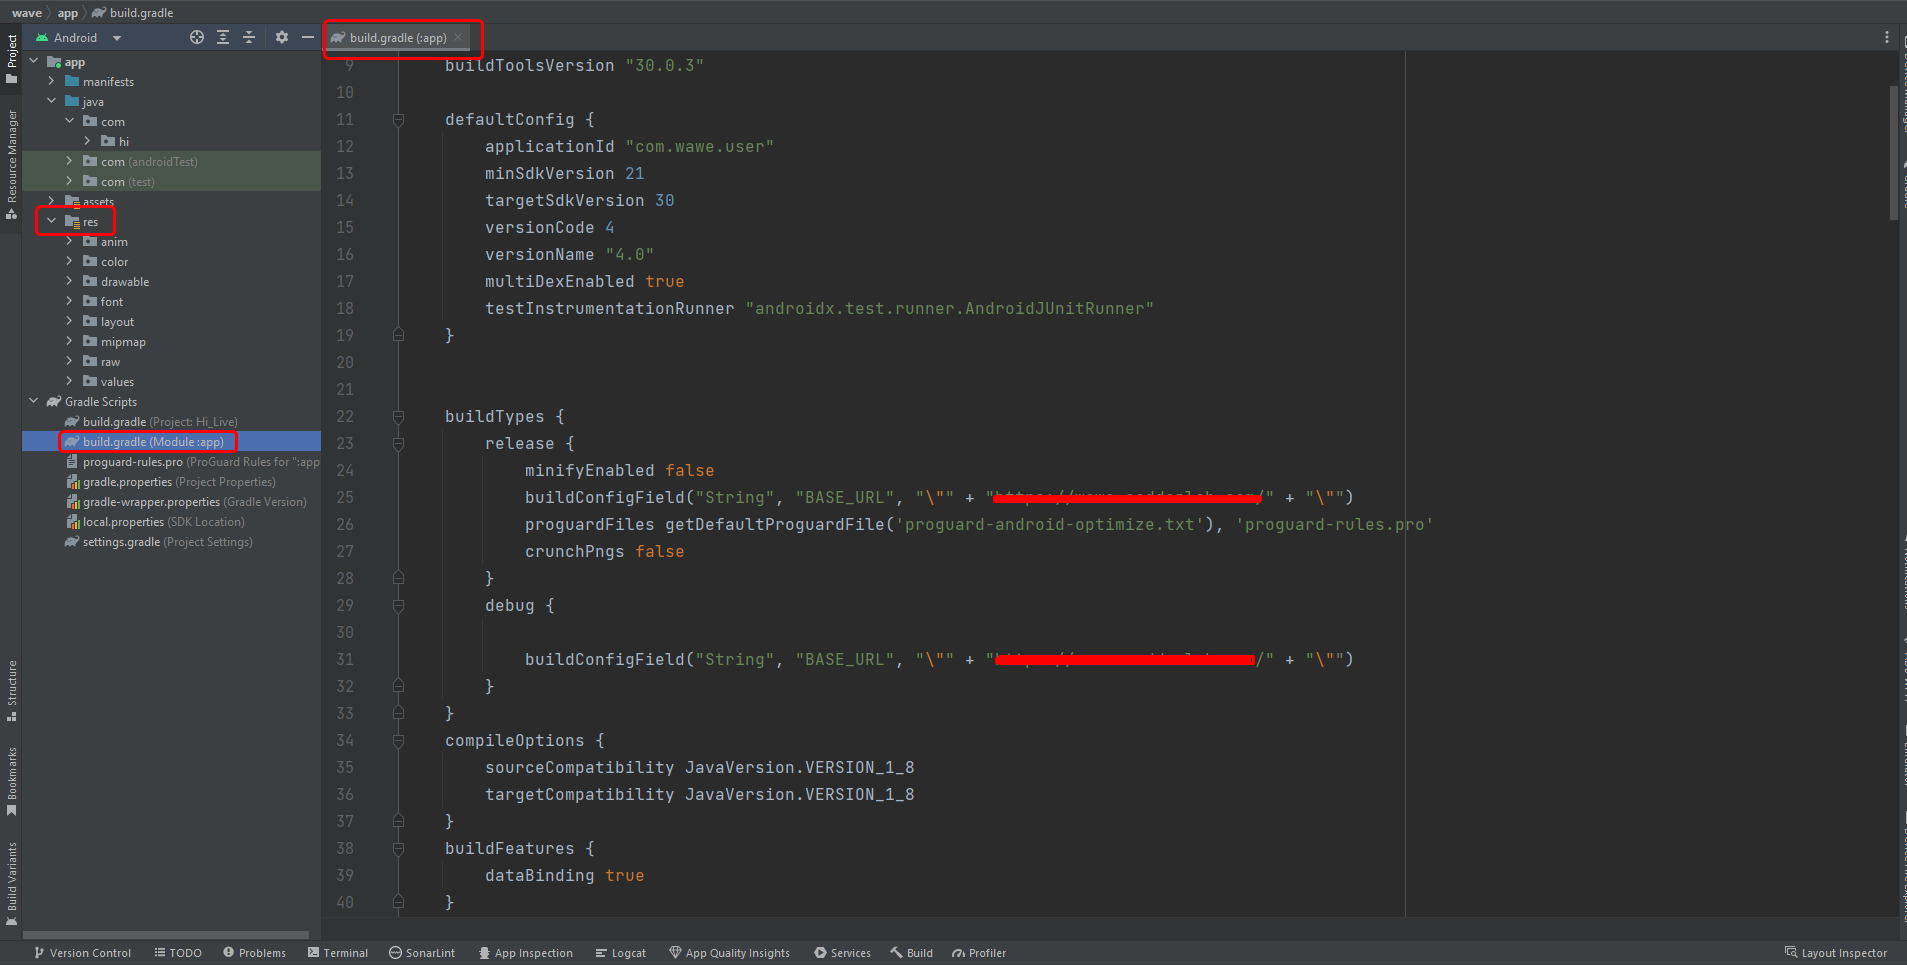 wave app build.gradle
Project
Android
build.gradle (:app)
app
manifests
java
com
hi
com (androidTest)
com (test)
assets
res
anim
color
drawable
font
layout
mipmap
raw
values
Gradle Scripts
build.gradle (Project: Hi_Live)
build.gradle (Module :app)
proguard-rules.pro (ProGuard Rules for ":app
gradle.properties (Project Properties)
gradle-wrapper.properties (Gradle Version)
local.properties (SDK Location)
settings.gradle (Project Settings)
Resource Manager
Structure
Bookmarks
Build Variants
9 buildToolsVersion "30.0.3"
10
11 defaultConfig {
12 applicationId "com.wawe.user"
13 minSdkVersion 21
14 targetSdkVersion 30
15 versionCode 4
16 versionName "4.0"
17 multiDexEnabled true
18 testInstrumentationRunner "androidx.test.runner.AndroidJUnitRunner"
19 }
20
21
22 buildTypes {
23 release {
24 minifyEnabled false
25 buildConfigField("String", "BASE_URL", "\"" + " /" + "\"")
26 proguardFiles getDefaultProguardFile('proguard-android-optimize.txt'), 'proguard-rules.pro'
27 crunchPngs false
28 }
29 debug {
30
31 buildConfigField("String", "BASE_URL", "\"" + " /" + "\"")
32 }
33 }
34 compileOptions {
35 sourceCompatibility JavaVersion.VERSION_1_8
36 targetCompatibility JavaVersion.VERSION_1_8
37 }
38 buildFeatures {
39 dataBinding true
40 }
Version Control TODO Problems Terminal SonarLint App Inspection Logcat App Quality Insights Services Build Profiler Layout Inspector